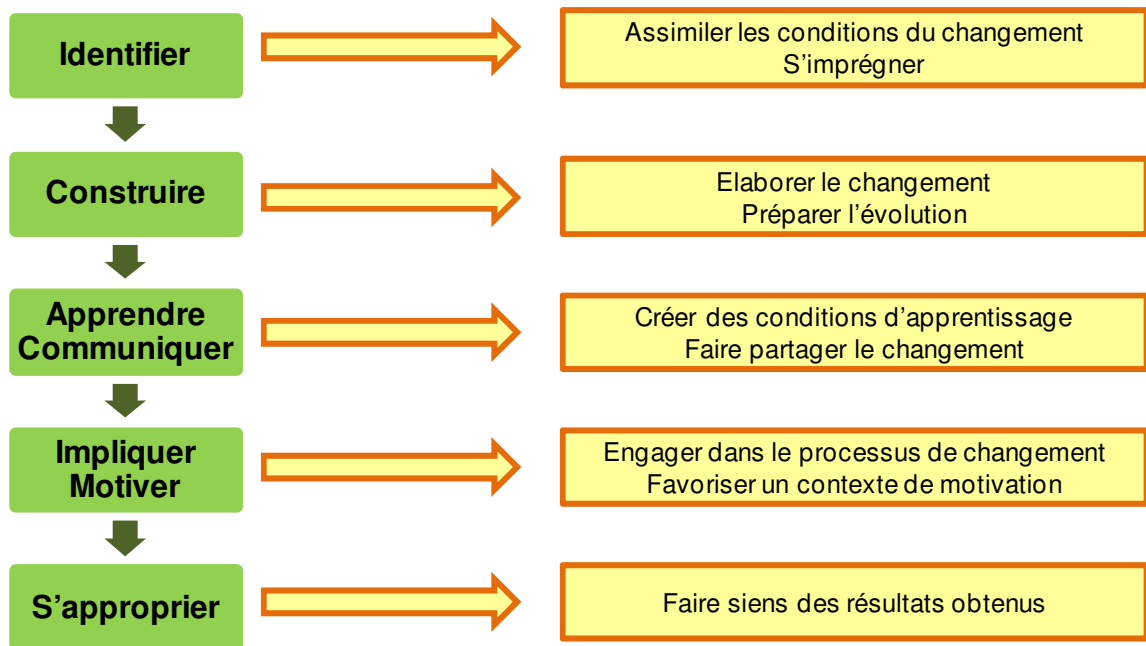 Identifier
Assimiler les conditions du changement
S'imprégner
Construire
Elaborer le changement
Préparer l'évolution
Apprendre
Communiquer
Créer des conditions d'apprentissage
Faire partager le changement
Impliquer
Motiver
Engager dans le processus de changement
Favoriser un contexte de motivation
S'approprier
Faire siens des résultats obtenus